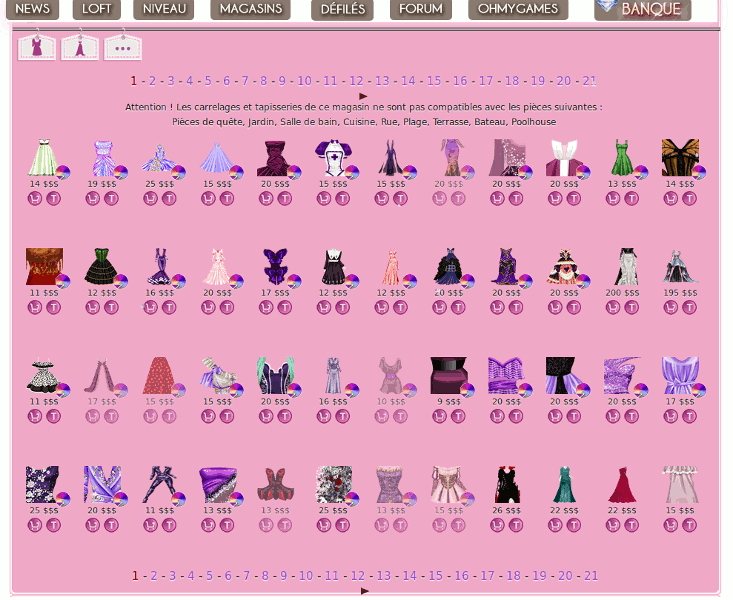 NEWS LOFT NIVEAU MAGASINS DÉFILÉS FORUM OHMYGAMES BANQUE
1 - 2 - 3 - 4 - 5 - 6 - 7 - 8 - 9 - 10 - 11 - 12 - 13 - 14 - 15 - 16 - 17 - 18 - 19 - 20 - 21
Attention ! Les carrelages et tapisseries de ce magasin ne sont pas compatibles avec les pièces suivantes :
Pièces de quête, Jardin, Salle de bain, Cuisine, Rue, Plage, Terrasse, Bateau, Poolhouse
14 $$$ 19 $$$ 25 $$$ 15 $$$ 20 $$$ 15 $$$ 15 $$$ 20 $$$ 20 $$$ 20 $$$ 13 $$$ 14 $$$
T T T T T T T T T T T T
11 $$$ 12 $$$ 16 $$$ 20 $$$ 17 $$$ 12 $$$ 12 $$$ 20 $$$ 20 $$$ 20 $$$ 200 $$$ 195 $$$
T T T T T T T T T T T T
11 $$$ 17 $$$ 15 $$$ 15 $$$ 20 $$$ 16 $$$ 10 $$$ 9 $$$ 20 $$$ 20 $$$ 20 $$$ 17 $$$
T T T T T T T T T T T T
25 $$$ 20 $$$ 11 $$$ 13 $$$ 13 $$$ 25 $$$ 13 $$$ 15 $$$ 26 $$$ 22 $$$ 22 $$$ 15 $$$
T T T T T T T T T T T T
1 - 2 - 3 - 4 - 5 - 6 - 7 - 8 - 9 - 10 - 11 - 12 - 13 - 14 - 15 - 16 - 17 - 18 - 19 - 20 - 21